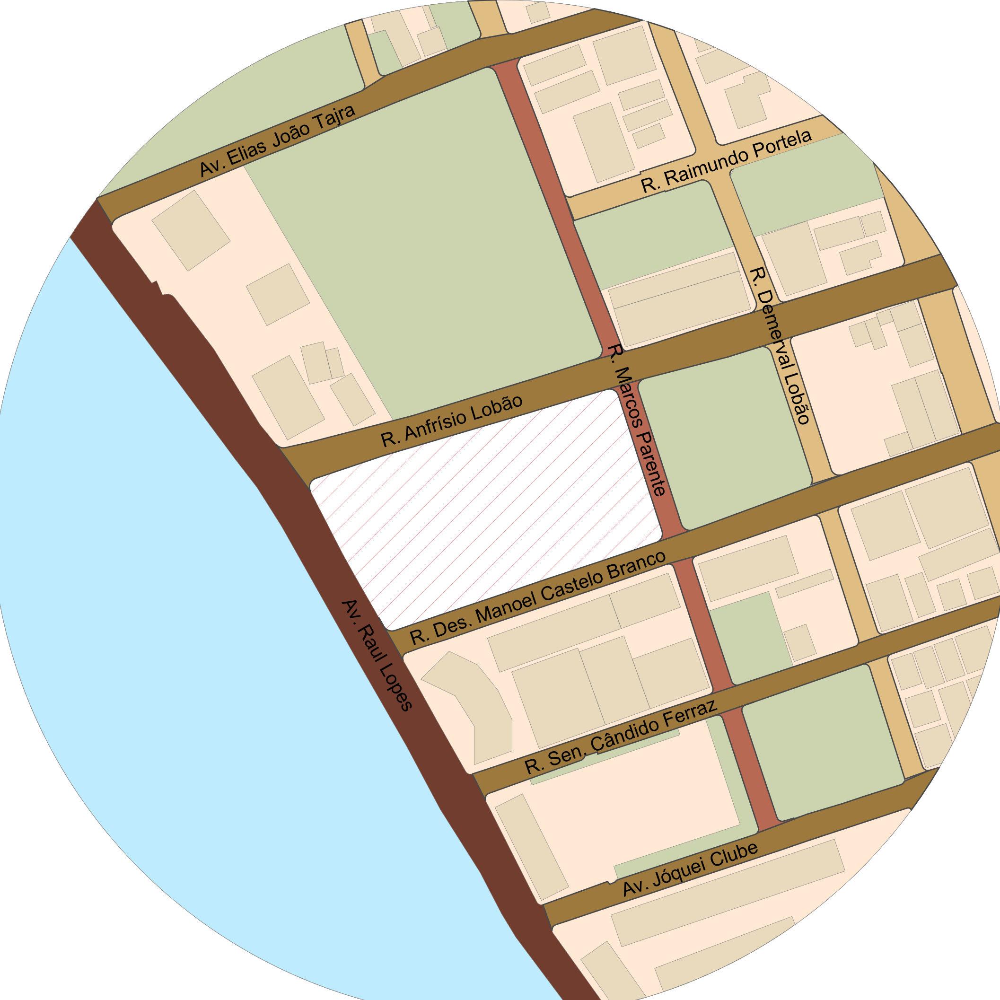 Av. Elias João Tajra
R. Raimundo Portela
R. Demerval Lobão
R. Anfrísio Lobão
R. Marcos Parente
R. Des. Manoel Castelo Branco
Av. Raul Lopes
R. Sen. Cândido Ferraz
Av. Jóquei Clube